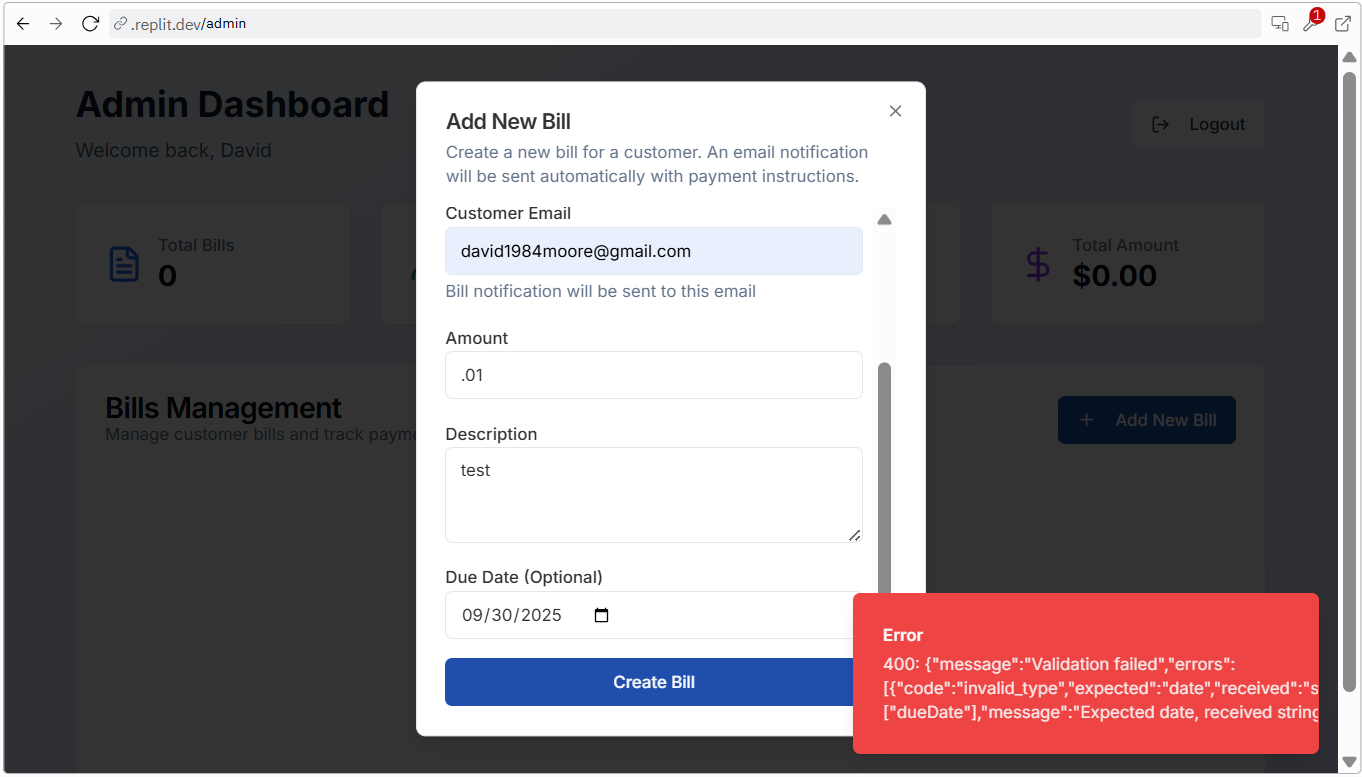 .replit.dev/admin
1
Admin Dashboard
Welcome back, David
Logout
Total Bills
0
Total Amount
$0.00
Bills Management
Manage customer bills and track payme
Add New Bill
Add New Bill
Create a new bill for a customer. An email notification
will be sent automatically with payment instructions.
Customer Email
david1984moore@gmail.com
Bill notification will be sent to this email
Amount
.01
Description
test
Due Date (Optional)
09/30/2025
Create Bill
Error
400: {"message":"Validation failed","errors":
[{"code":"invalid_type","expected":"date","received":"s
["dueDate"],"message":"Expected date, received string